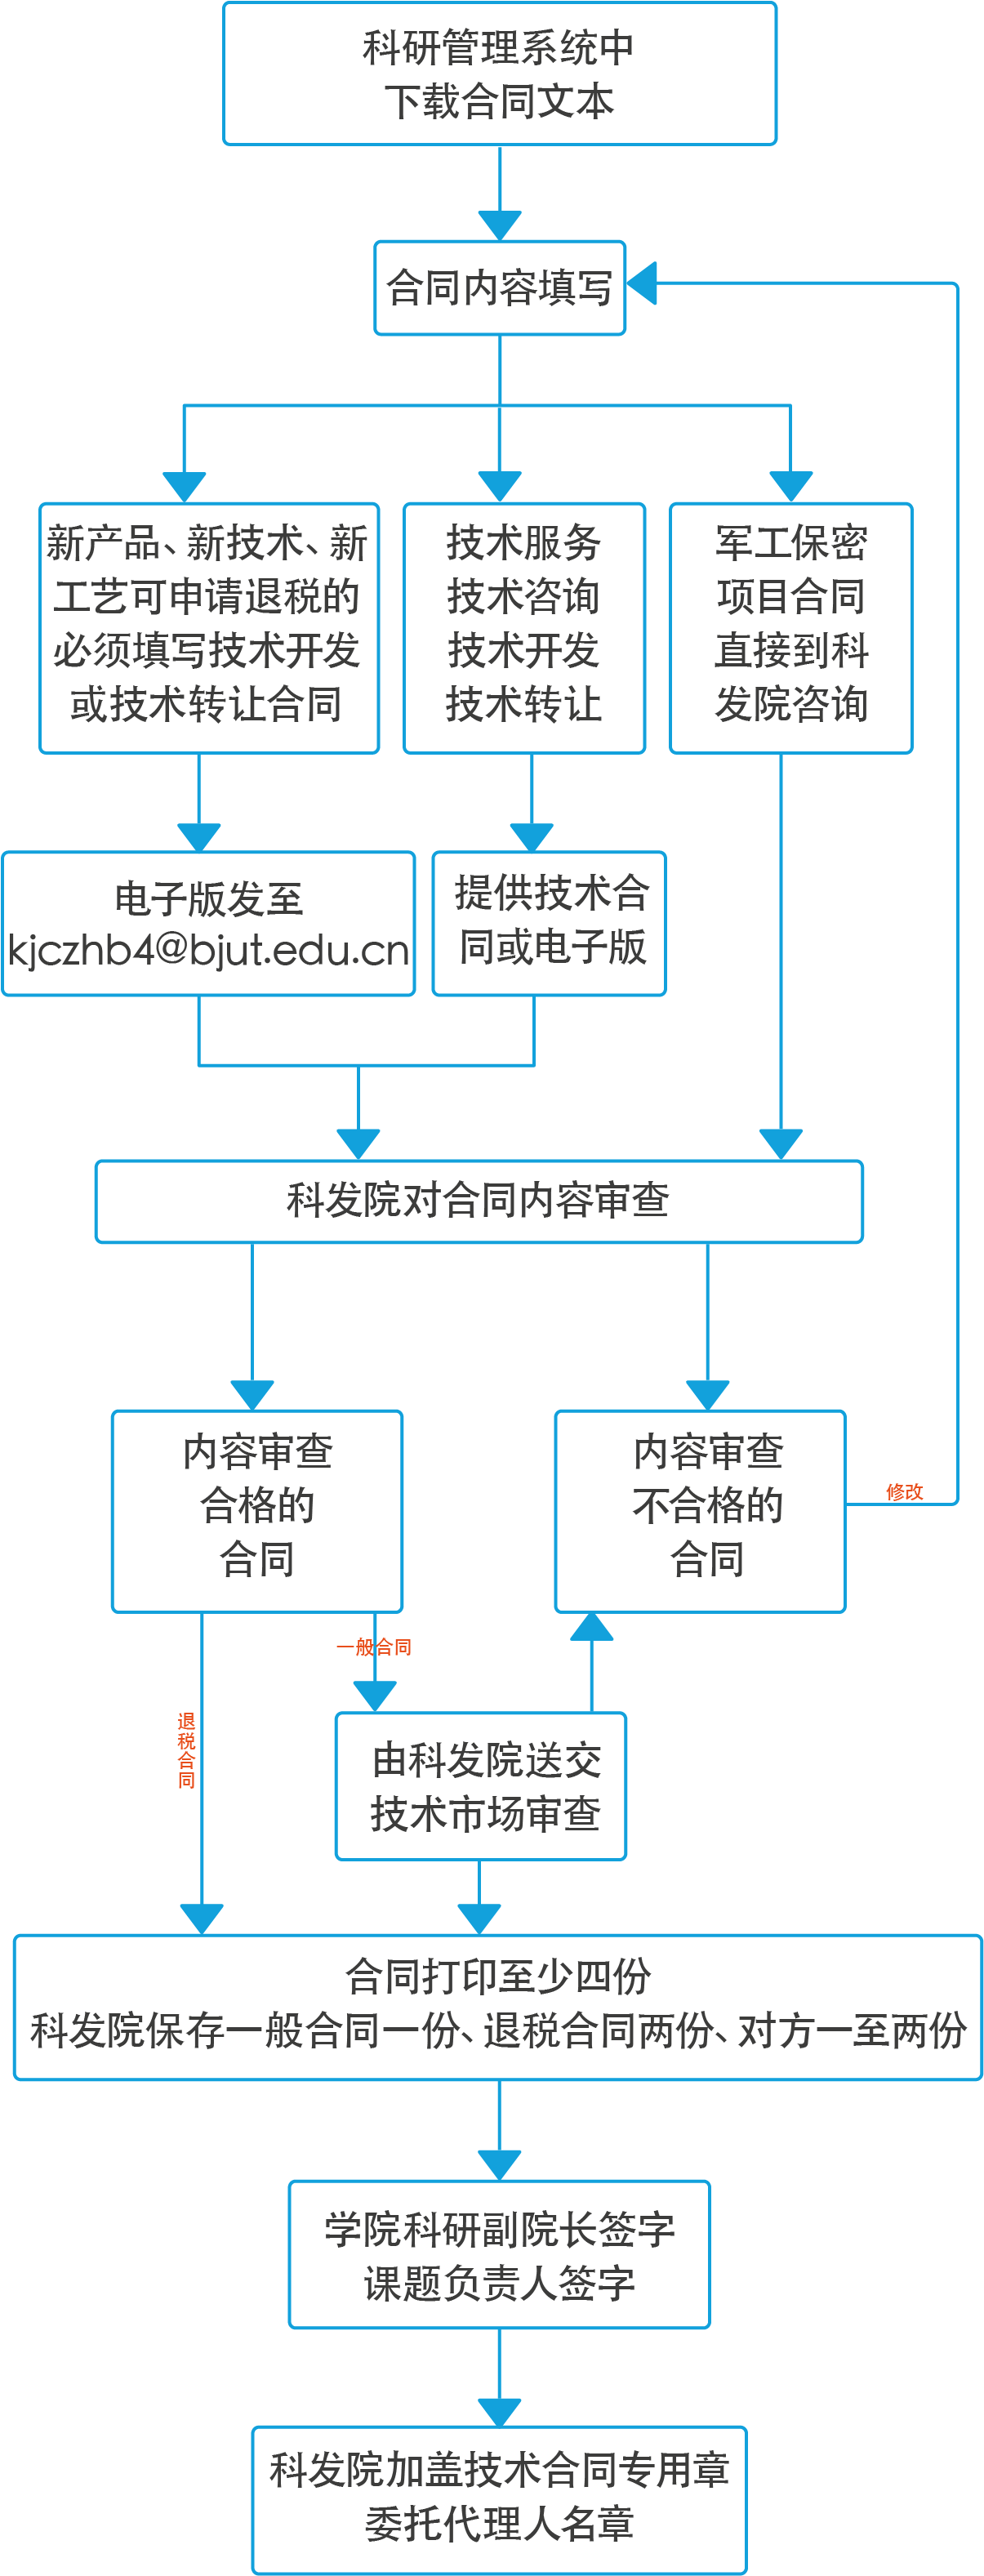 科研管理系统中
下载合同文本
合同内容填写
新产品、新技术、新
工艺可申请退税的
必须填写技术开发
或技术转让合同
技术服务
技术咨询
技术开发
技术转让
军工保密
项目合同
直接到科
发院咨询
电子版发至
kjczhb4@bjut.edu.cn
提供技术合
同或电子版
科发院对合同内容审查
内容审查
合格的
合同
内容审查
不合格的
合同
修改
一般合同
退税合同
由科发院送交
技术市场审查
合同打印至少四份
科发院保存一般合同一份、退税合同两份、对方一至两份
学院科研副院长签字
课题负责人签字
科发院加盖技术合同专用章
委托代理人名章